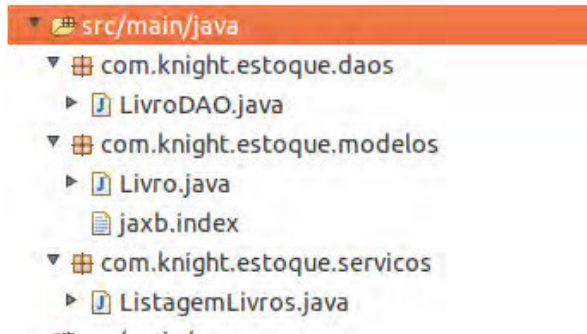 src/main/java
com.knight.estoque.daos
LivroDAO.java
com.knight.estoque.modelos
Livro.java
jaxb.index
com.knight.estoque.servicos
ListagemLivros.java